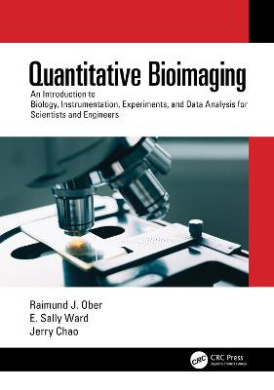 Quantitative Bioimaging
An Introduction to
Biology, Instrumentation, Experiments, and Data Analysis for
Scientists and Engineers
Raimund J. Ober
E. Sally Ward
Jerry Chao
CRC
CRC Press